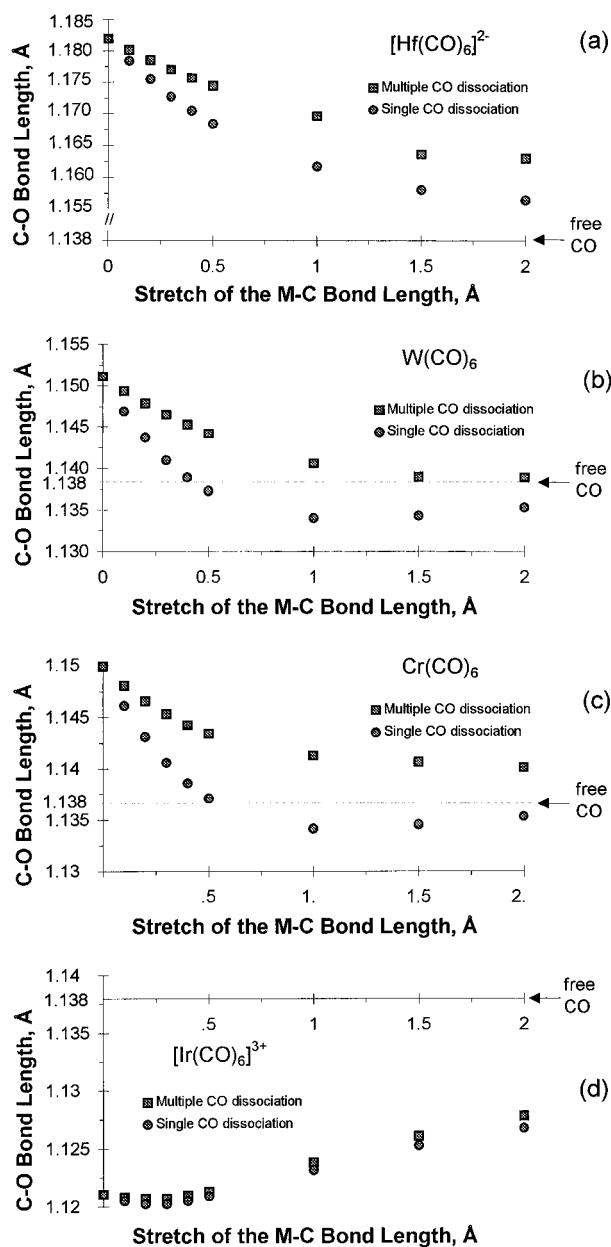 1.185
(a)
[Hf(CO)6]2-
1.180
Multiple CO dissociation
1.175
Single CO dissociation
1.170
1.165
1.160
1.155
//
free
1.138
CO
0 0.5 1 1.5 2
C-O Bond Length, Å
Stretch of the M-C Bond Length, Å
1.155
(b)
W(CO)6
1.150
Multiple CO dissociation
1.145
Single CO dissociation
1.140
free
1.138
CO
1.135
1.130
0 0.5 1 1.5 2
C-O Bond Length, Å
Stretch of the M-C Bond Length, Å
1.15
Cr(CO)6
(c)
Multiple CO dissociation
1.145
Single CO dissociation
1.14
free
1.138
CO
1.135
1.13
.5 1. 1.5 2.
C-O Bond Length, Å
Stretch of the M-C Bond Length, Å
1.14
free
1.138
CO
.5 1 1.5 2
1.135
[Ir(CO)6]3+
1.13
Multiple CO dissociation
(d)
Single CO dissociation
1.125
1.120
C-O Bond Length, Å
Stretch of the M-C Bond Length, Å